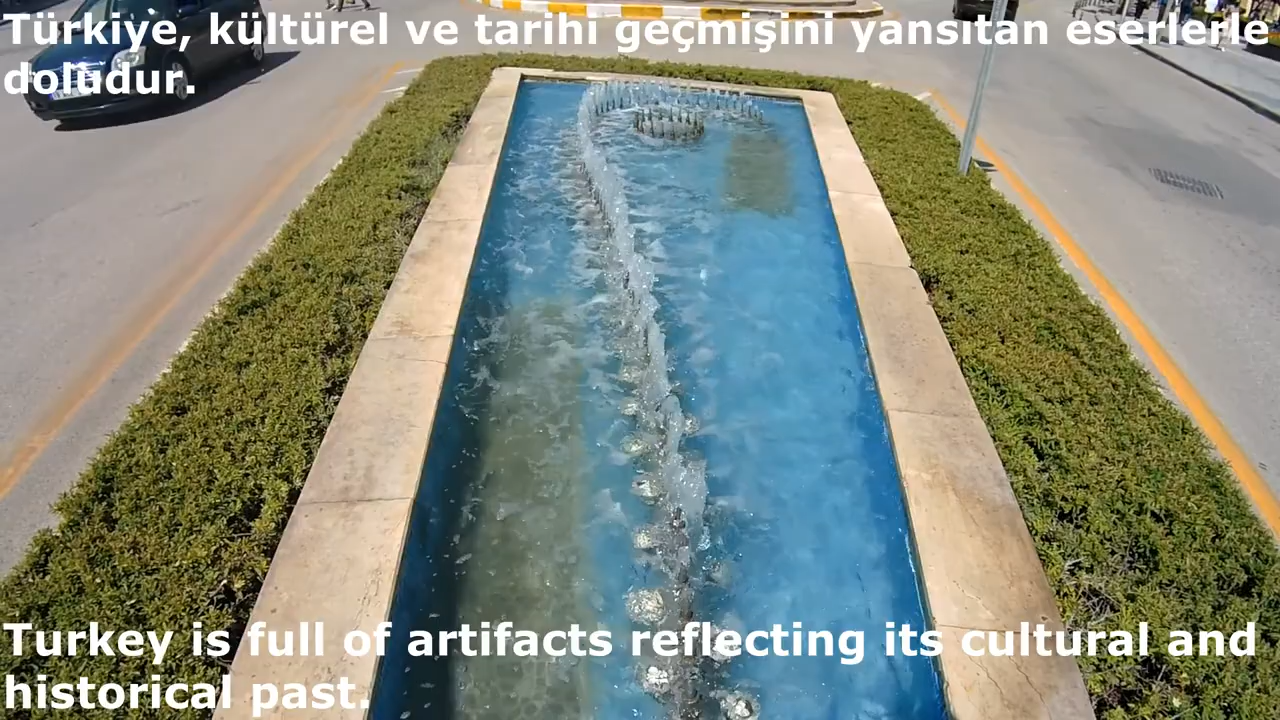 Türkiye, kültürel ve tarihi geçmişini yansıtan eserlerle
doludur.
Turkey is full of artifacts reflecting its cultural and
historical past.